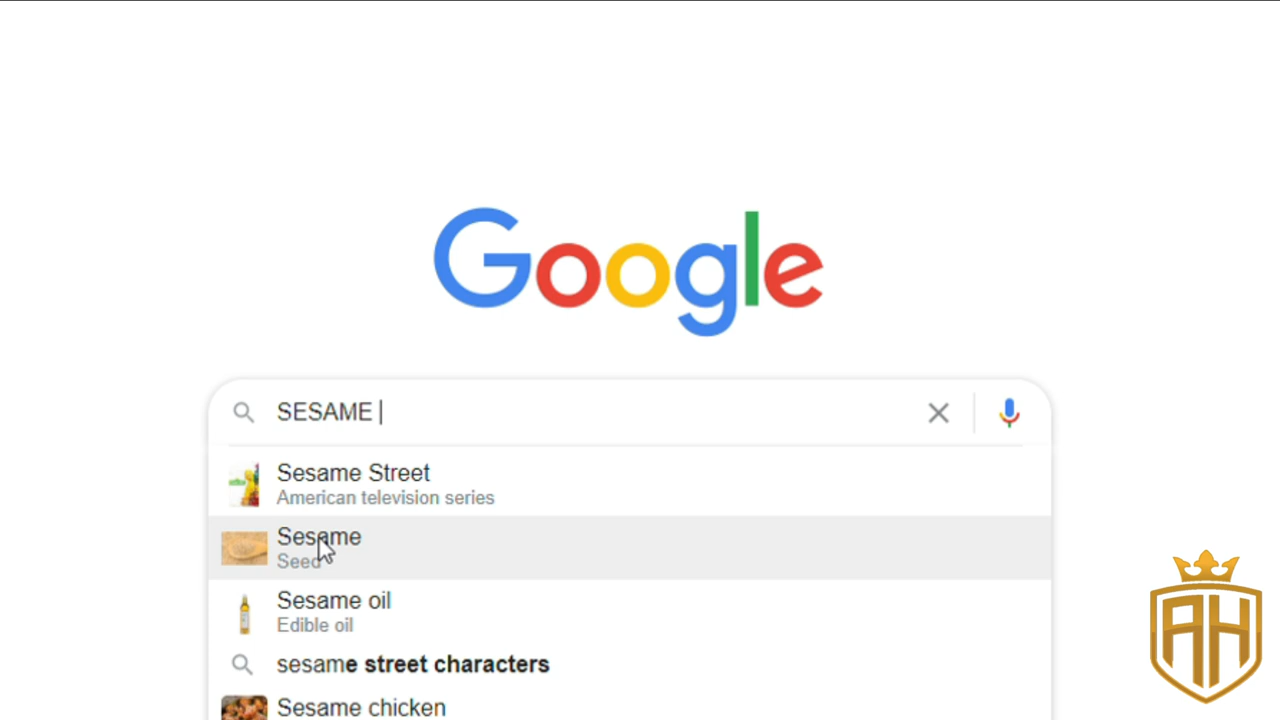 Google
SESAME
Sesame Street
American television series
Sesame
Seed
Sesame oil
Edible oil
sesame street characters
Sesame chicken
AH